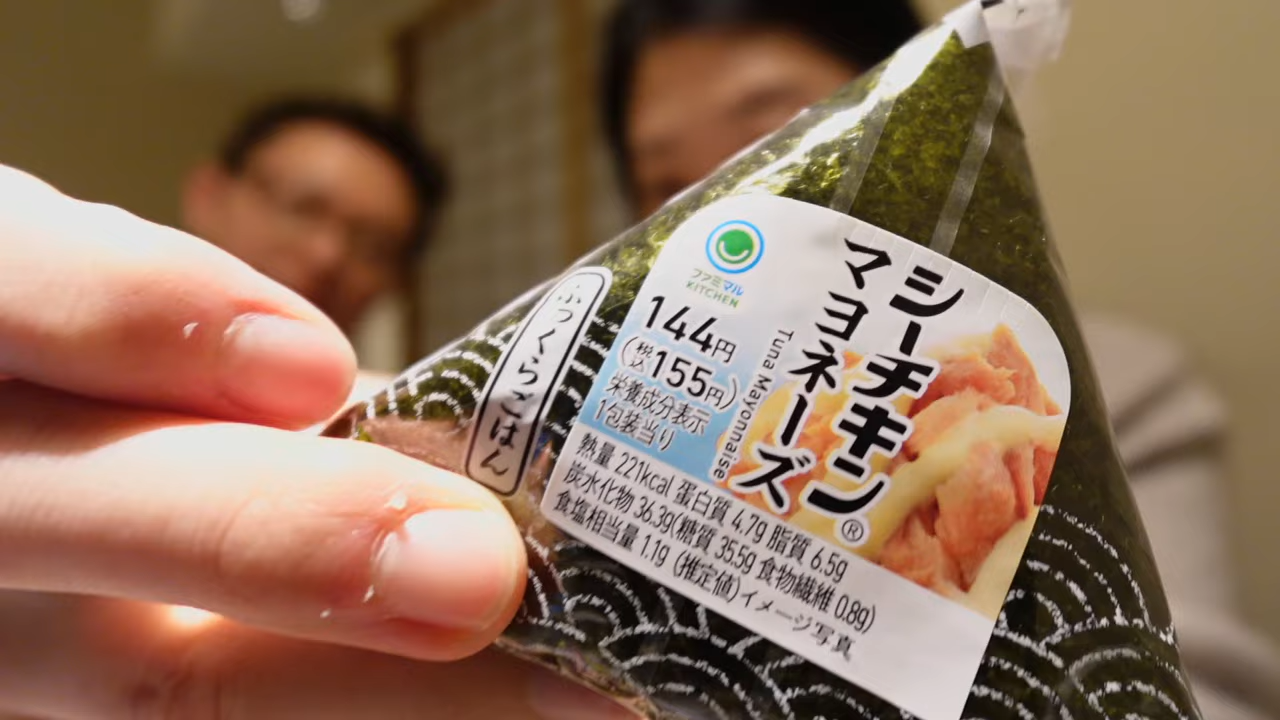 ファミマル
KITCHEN
シーチキン®
マヨネーズ
Tuna Mayonnaise
144円
(税込155円)
栄養成分表示
1包装当り
熱量 221kcal 蛋白質 4.7g 脂質 6.5g
炭水化物 36.3g(糖質 35.5g 食物繊維 0.8g)
食塩相当量 1.1g (推定値)イメージ写真
ふっくらごはん